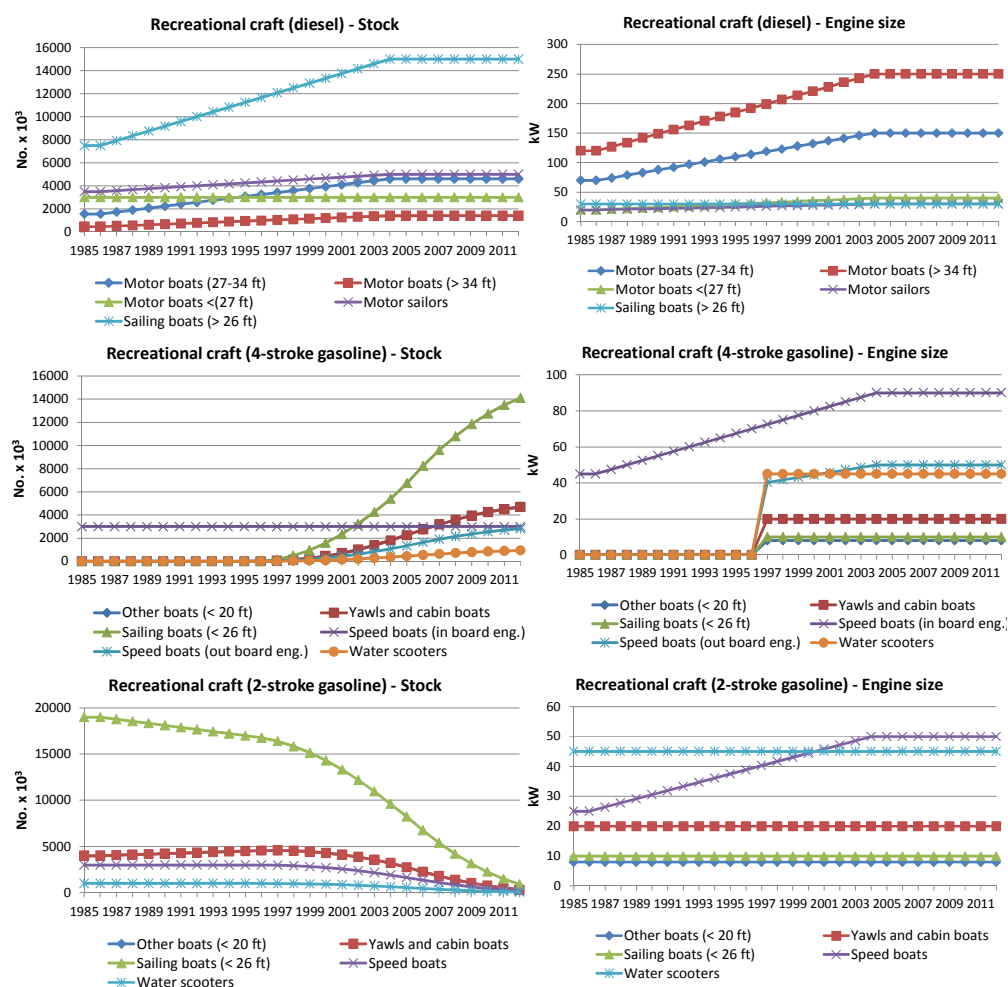 Recreational craft (diesel) - Stock
No. x 10³
16000
14000
12000
10000
8000
6000
4000
2000
0
1985 1987 1989 1991 1993 1995 1997 1999 2001 2003 2005 2007 2009 2011
Motor boats (27-34 ft) Motor boats (> 34 ft)
Motor boats <(27 ft) Motor sailors
Sailing boats (> 26 ft)
Recreational craft (diesel) - Engine size
kW
300
250
200
150
100
50
0
1985 1987 1989 1991 1993 1995 1997 1999 2001 2003 2005 2007 2009 2011
Motor boats (27-34 ft) Motor boats (> 34 ft)
Motor boats <(27 ft) Motor sailors
Sailing boats (> 26 ft)
Recreational craft (4-stroke gasoline) - Stock
No. x 10³
16000
14000
12000
10000
8000
6000
4000
2000
0
1985 1987 1989 1991 1993 1995 1997 1999 2001 2003 2005 2007 2009 2011
Other boats (< 20 ft) Yawls and cabin boats
Sailing boats (< 26 ft) Speed boats (in board eng.)
Speed boats (out board eng.) Water scooters
Recreational craft (4-stroke gasoline) - Engine size
kW
100
80
60
40
20
0
1985 1987 1989 1991 1993 1995 1997 1999 2001 2003 2005 2007 2009 2011
Other boats (< 20 ft) Yawls and cabin boats
Sailing boats (< 26 ft) Speed boats (in board eng.)
Speed boats (out board eng.) Water scooters
Recreational craft (2-stroke gasoline) - Stock
No. x 10³
20000
15000
10000
5000
0
1985 1987 1989 1991 1993 1995 1997 1999 2001 2003 2005 2007 2009 2011
Other boats (< 20 ft) Yawls and cabin boats
Sailing boats (< 26 ft) Speed boats
Water scooters
Recreational craft (2-stroke gasoline) - Engine size
kW
60
50
40
30
20
10
0
1985 1987 1989 1991 1993 1995 1997 1999 2001 2003 2005 2007 2009 2011
Other boats (< 20 ft) Yawls and cabin boats
Sailing boats (< 26 ft) Speed boats
Water scooters